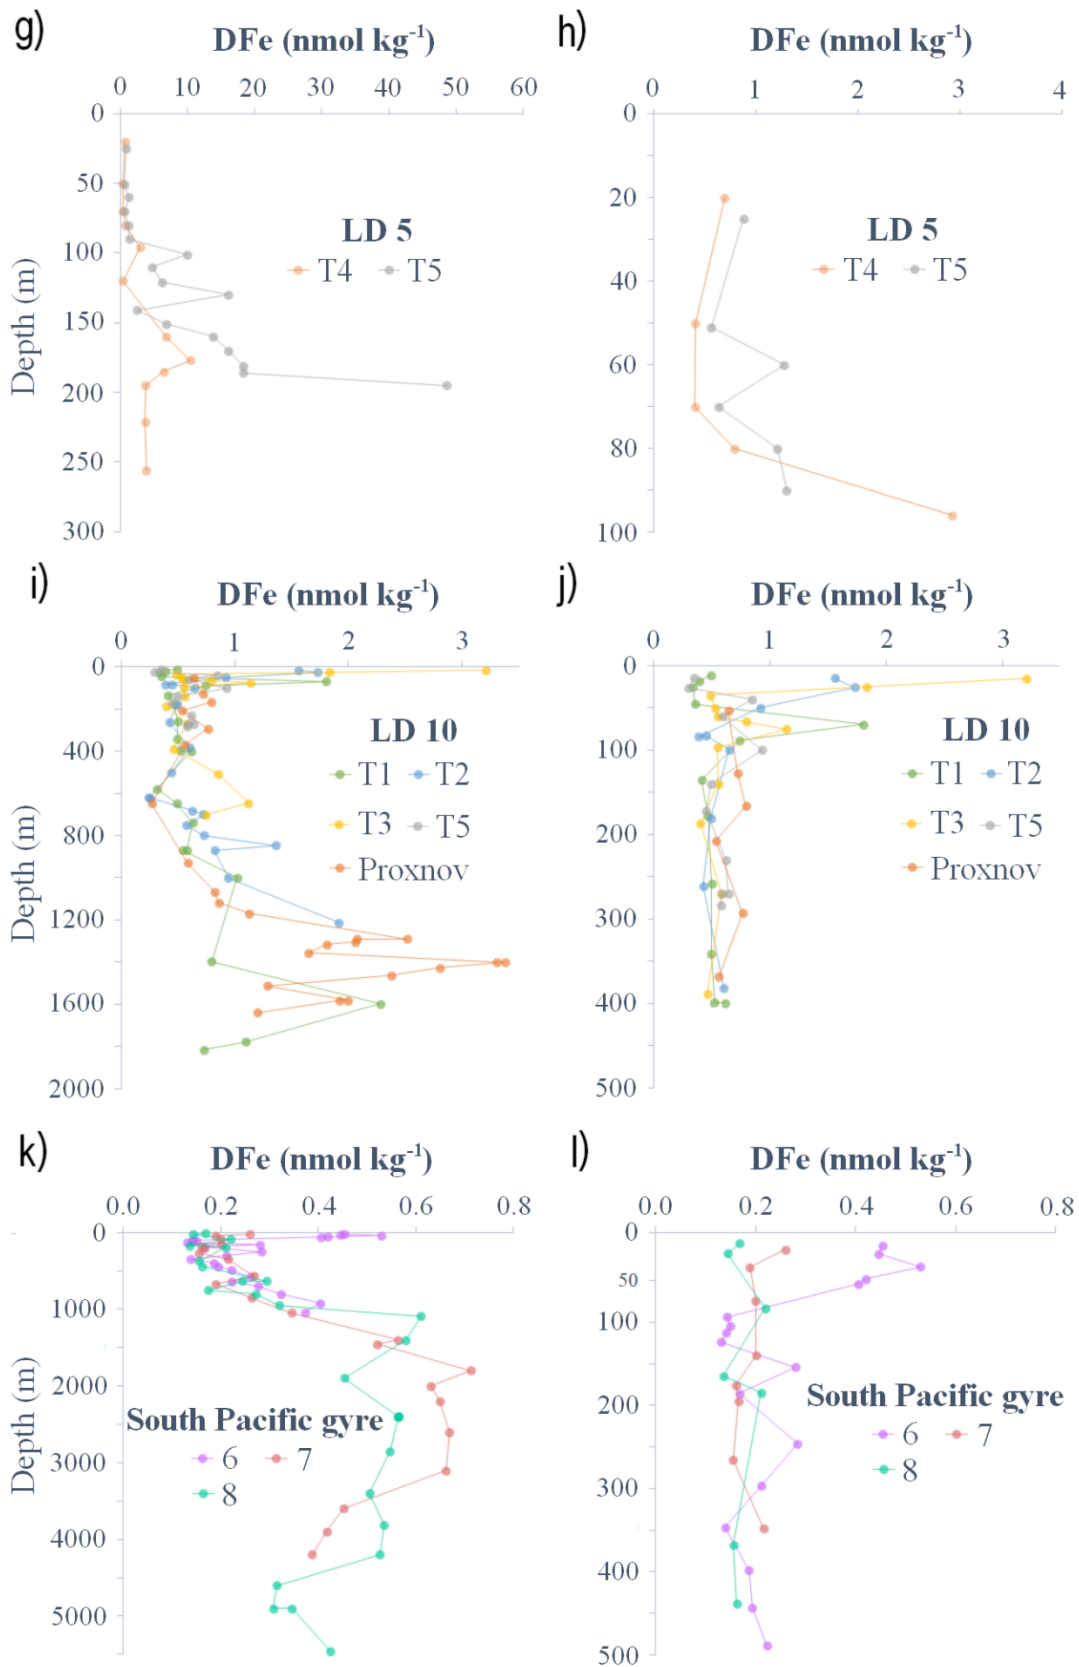 g)
DFe (nmol kg⁻¹)
0 10 20 30 40 50 60
0
50
100
150
200
250
300
Depth (m)
LD 5
T4 T5
h)
DFe (nmol kg⁻¹)
0 1 2 3 4
0
20
40
60
80
100
LD 5
T4 T5
i)
DFe (nmol kg⁻¹)
0 1 2 3
0
400
800
1200
1600
2000
Depth (m)
LD 10
T1 T2
T3 T5
Proxnov
j)
DFe (nmol kg⁻¹)
0 1 2 3
0
100
200
300
400
500
LD 10
T1 T2
T3 T5
Proxnov
k)
DFe (nmol kg⁻¹)
0.0 0.2 0.4 0.6 0.8
0
1000
2000
3000
4000
5000
Depth (m)
South Pacific gyre
6 7
8
l)
DFe (nmol kg⁻¹)
0.0 0.2 0.4 0.6 0.8
0
50
100
200
300
400
500
South Pacific gyre
6 7
8